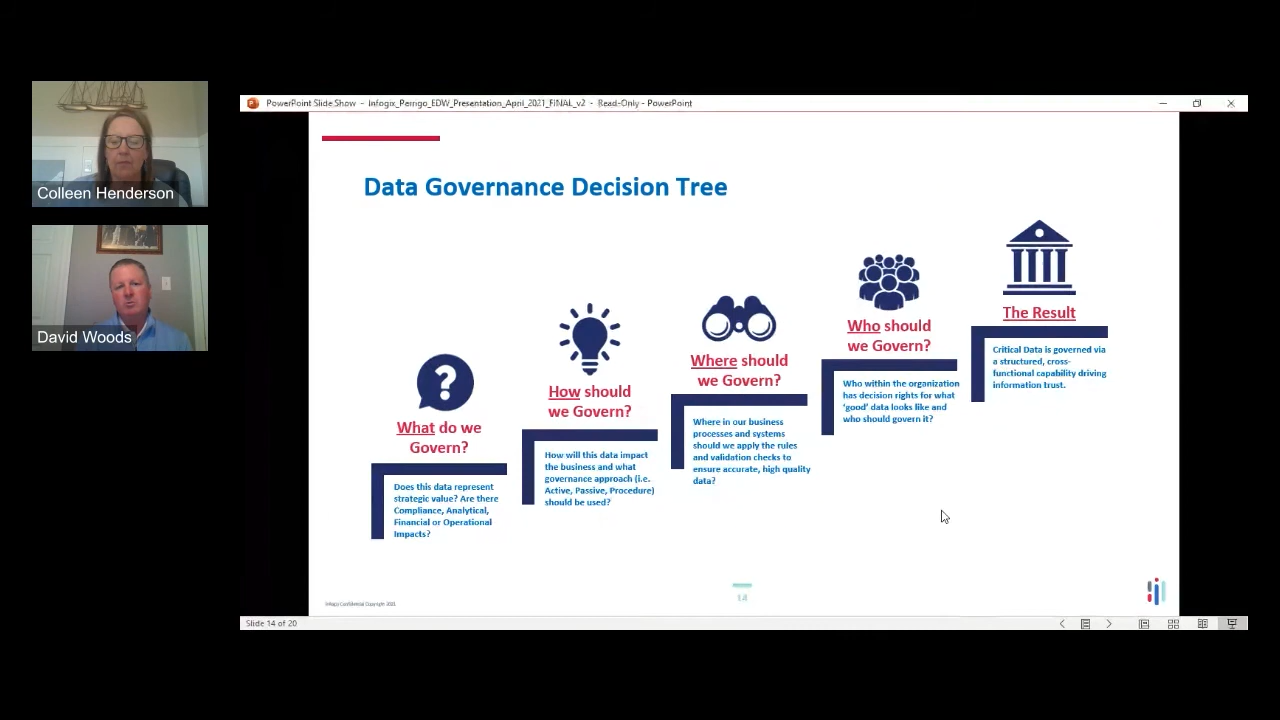 PowerPoint Slide Show - Infogix_Perrigo_EDW_Presentation_April_2021_FINAL_v2 - Read-Only - PowerPoint
Colleen Henderson
David Woods
Data Governance Decision Tree
What do we
Govern?
Does this data represent
strategic value? Are there
Compliance, Analytical,
Financial or Operational
Impacts?
How should
we Govern?
How will this data impact
the business and what
governance approach (i.e.
Active, Passive, Procedure)
should be used?
Where should
we Govern?
Where in our business
processes and systems
should we apply the rules
and validation checks to
ensure accurate, high quality
data?
Who should
we Govern?
Who within the organization
has decision rights for what
'good' data looks like and
who should govern it?
The Result
Critical Data is governed via
a structured, cross-
functional capability driving
information trust.
Infogix Confidential Copyright 2021
14
Slide 14 of 20